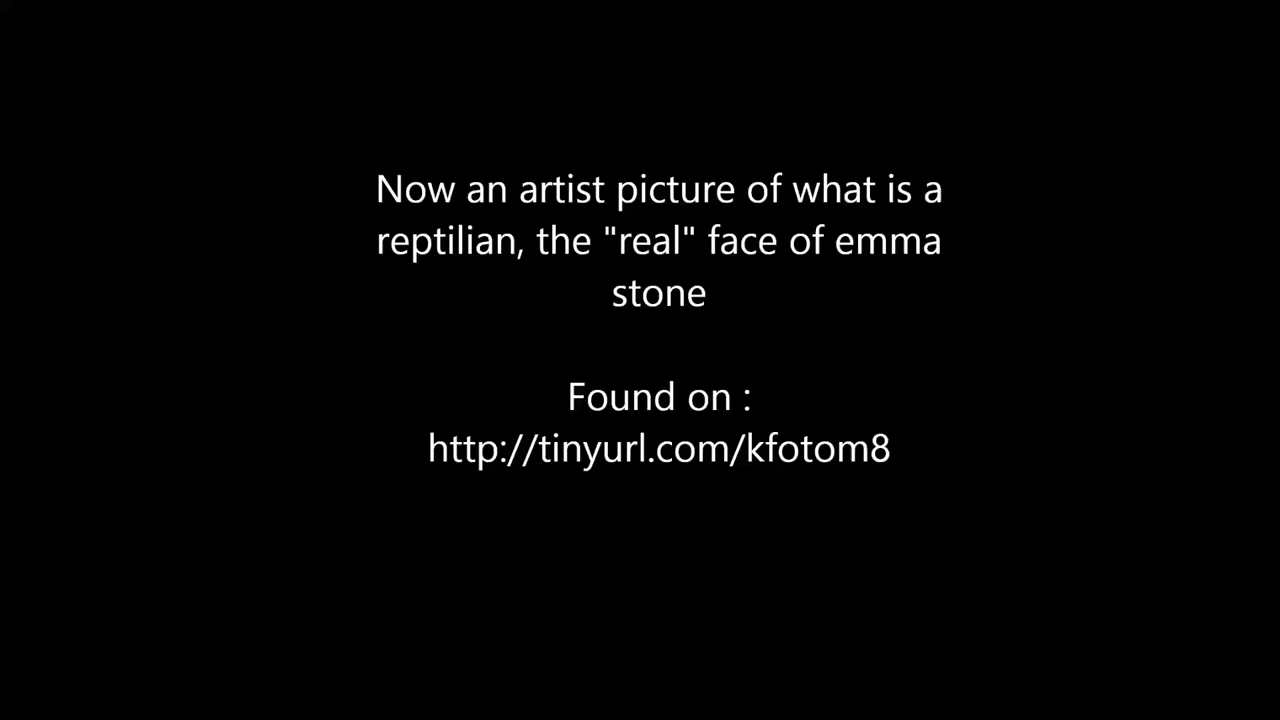 Now an artist picture of what is a
reptilian, the "real" face of emma
stone
Found on :
http://tinyurl.com/kfotom8